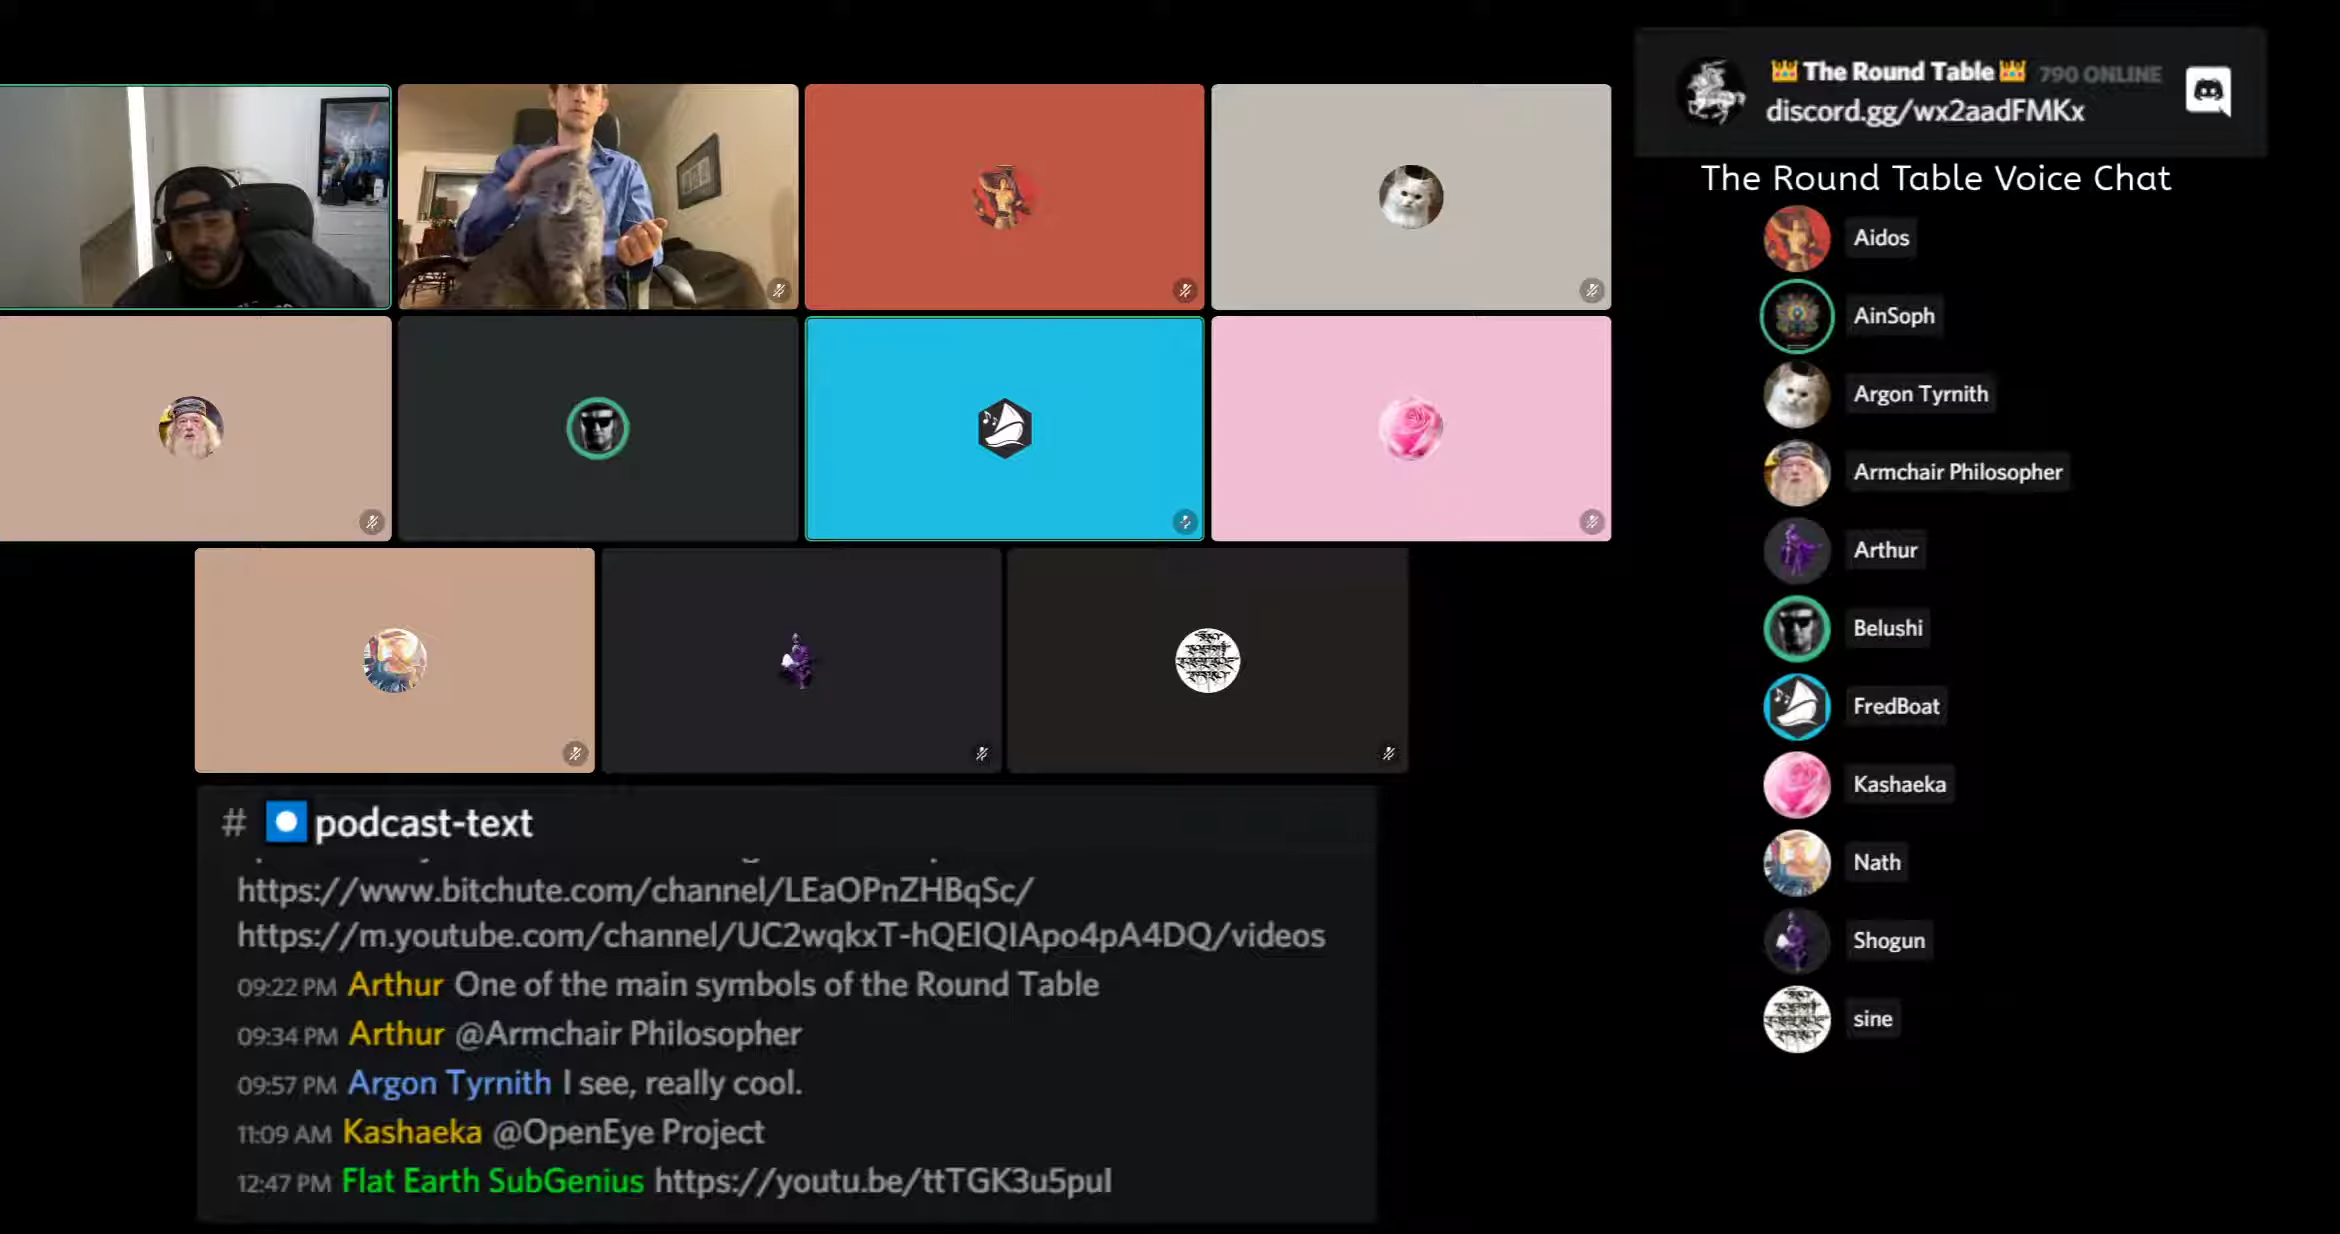 The Round Table 790 ONLINE
discord.gg/wx2aadFMKx
The Round Table Voice Chat
Aidos
AinSoph
Argon Tyrnith
Armchair Philosopher
Arthur
Belushi
FredBoat
Kashaeka
Nath
Shogun
sine
# podcast-text
https://www.bitchute.com/channel/LEaOPnZHBqSc/
https://m.youtube.com/channel/UC2wqkxT-hQEIQIApo4pA4DQ/videos
09:22 PM Arthur One of the main symbols of the Round Table
09:34 PM Arthur @Armchair Philosopher
09:57 PM Argon Tyrnith I see, really cool.
11:09 AM Kashaeka @OpenEye Project
12:47 PM Flat Earth SubGenius https://youtu.be/ttTGK3u5puI